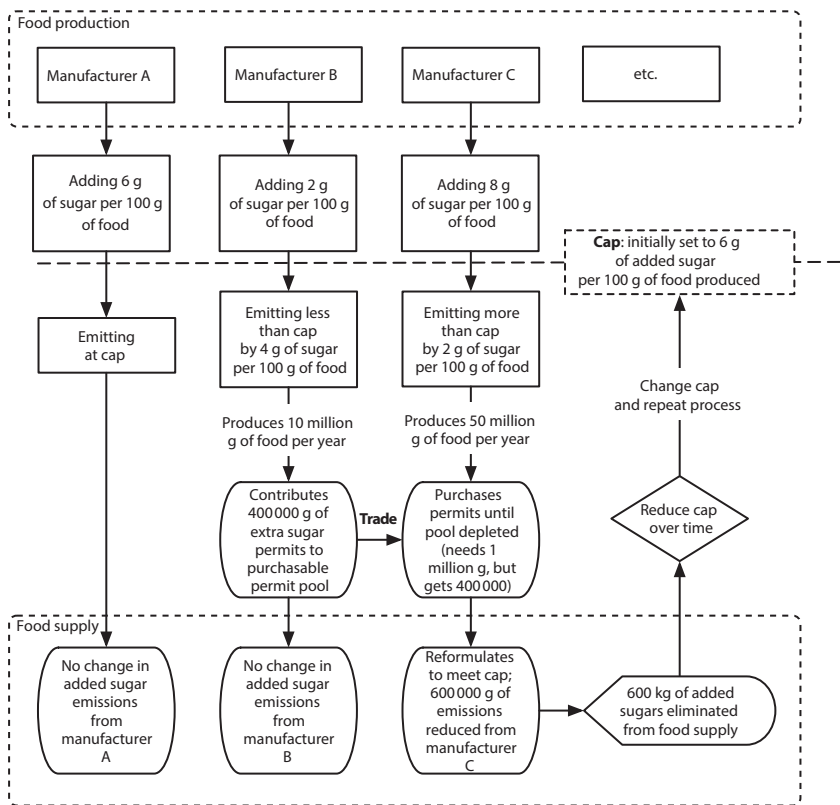 Food production
Manufacturer A
Manufacturer B
Manufacturer C
etc.
Adding 6 g
of sugar per 100 g
of food
Adding 2 g
of sugar per 100 g
of food
Adding 8 g
of sugar per 100 g
of food
Cap: initially set to 6 g
of added sugar
per 100 g of food produced
Emitting
at cap
Emitting less
than cap
by 4 g of sugar
per 100 g of food
Emitting more
than cap
by 2 g of sugar
per 100 g of food
Change cap
and repeat process
Produces 10 million
g of food per year
Produces 50 million
g of food per year
Contributes
400 000 g of
extra sugar
permits to
purchasable
permit pool
Trade
Purchases
permits until
pool depleted
(needs 1
million g, but
gets 400 000)
Reduce cap
over time
Food supply
No change in
added sugar
emissions
from
manufacturer
A
No change in
added sugar
emissions
from
manufacturer
B
Reformulates
to meet cap;
600 000 g of
emissions
reduced from
manufacturer
C
600 kg of added
sugars eliminated
from food supply